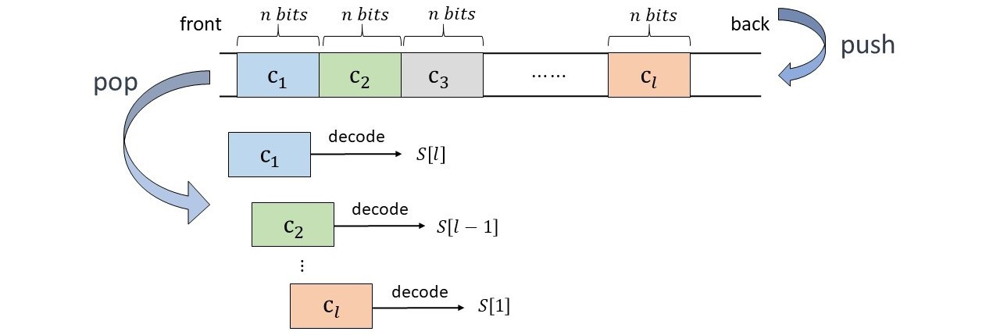 n bits n bits n bits n bits
front back push
c₁ c₂ c₃ ...... cₗ
pop
c₁ decode S[l]
c₂ decode S[l − 1]
⋮
cₗ decode S[1]